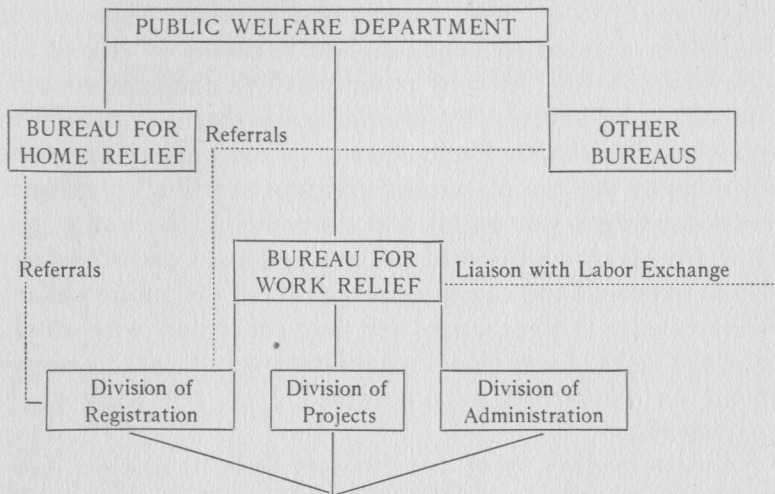 PUBLIC WELFARE DEPARTMENT
BUREAU FOR
HOME RELIEF
Referrals
OTHER
BUREAUS
Referrals
BUREAU FOR
WORK RELIEF
Liaison with Labor Exchange
Division of
Registration
Division of
Projects
Division of
Administration